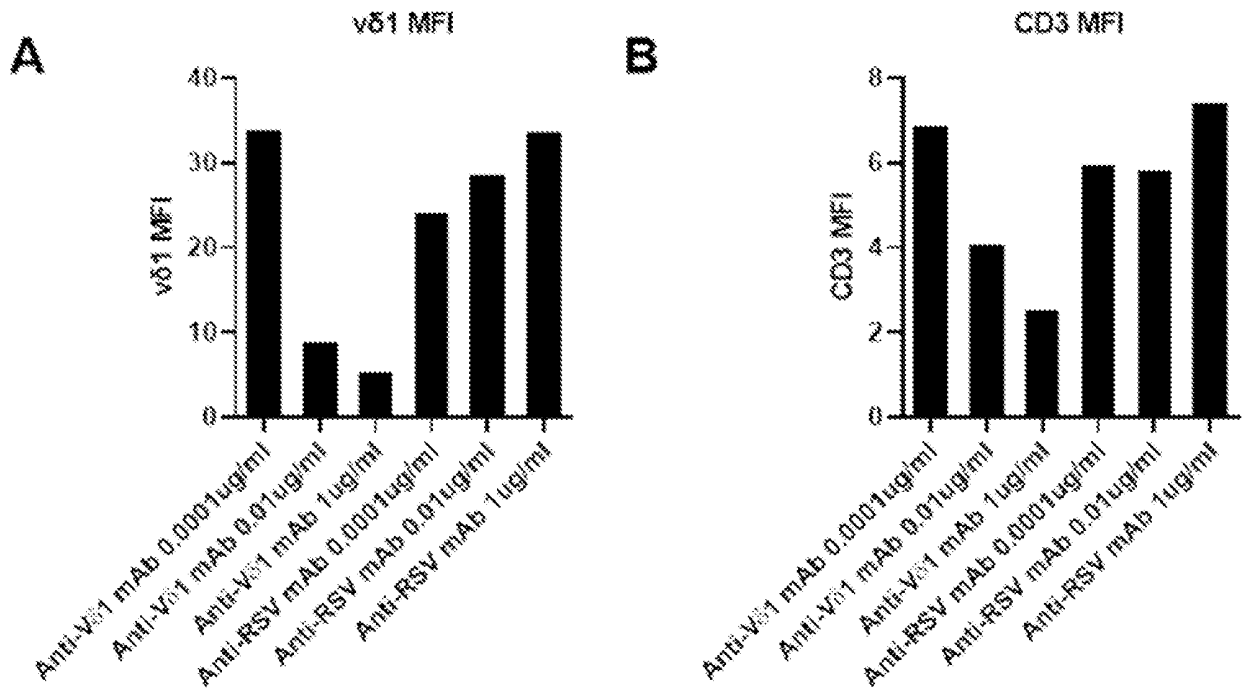 A
vδ1 MFI
vδ1 MFI
40
30
20
10
0
Anti-Vδ1 mAb 0.0001ug/ml
Anti-Vδ1 mAb 0.01ug/ml
Anti-Vδ1 mAb 1ug/ml
Anti-RSV mAb 0.0001ug/ml
Anti-RSV mAb 0.01ug/ml
Anti-RSV mAb 1ug/ml
B
CD3 MFI
CD3 MFI
8
6
4
2
0
Anti-Vδ1 mAb 0.0001ug/ml
Anti-Vδ1 mAb 0.01ug/ml
Anti-Vδ1 mAb 1ug/ml
Anti-RSV mAb 0.0001ug/ml
Anti-RSV mAb 0.01ug/ml
Anti-RSV mAb 1ug/ml